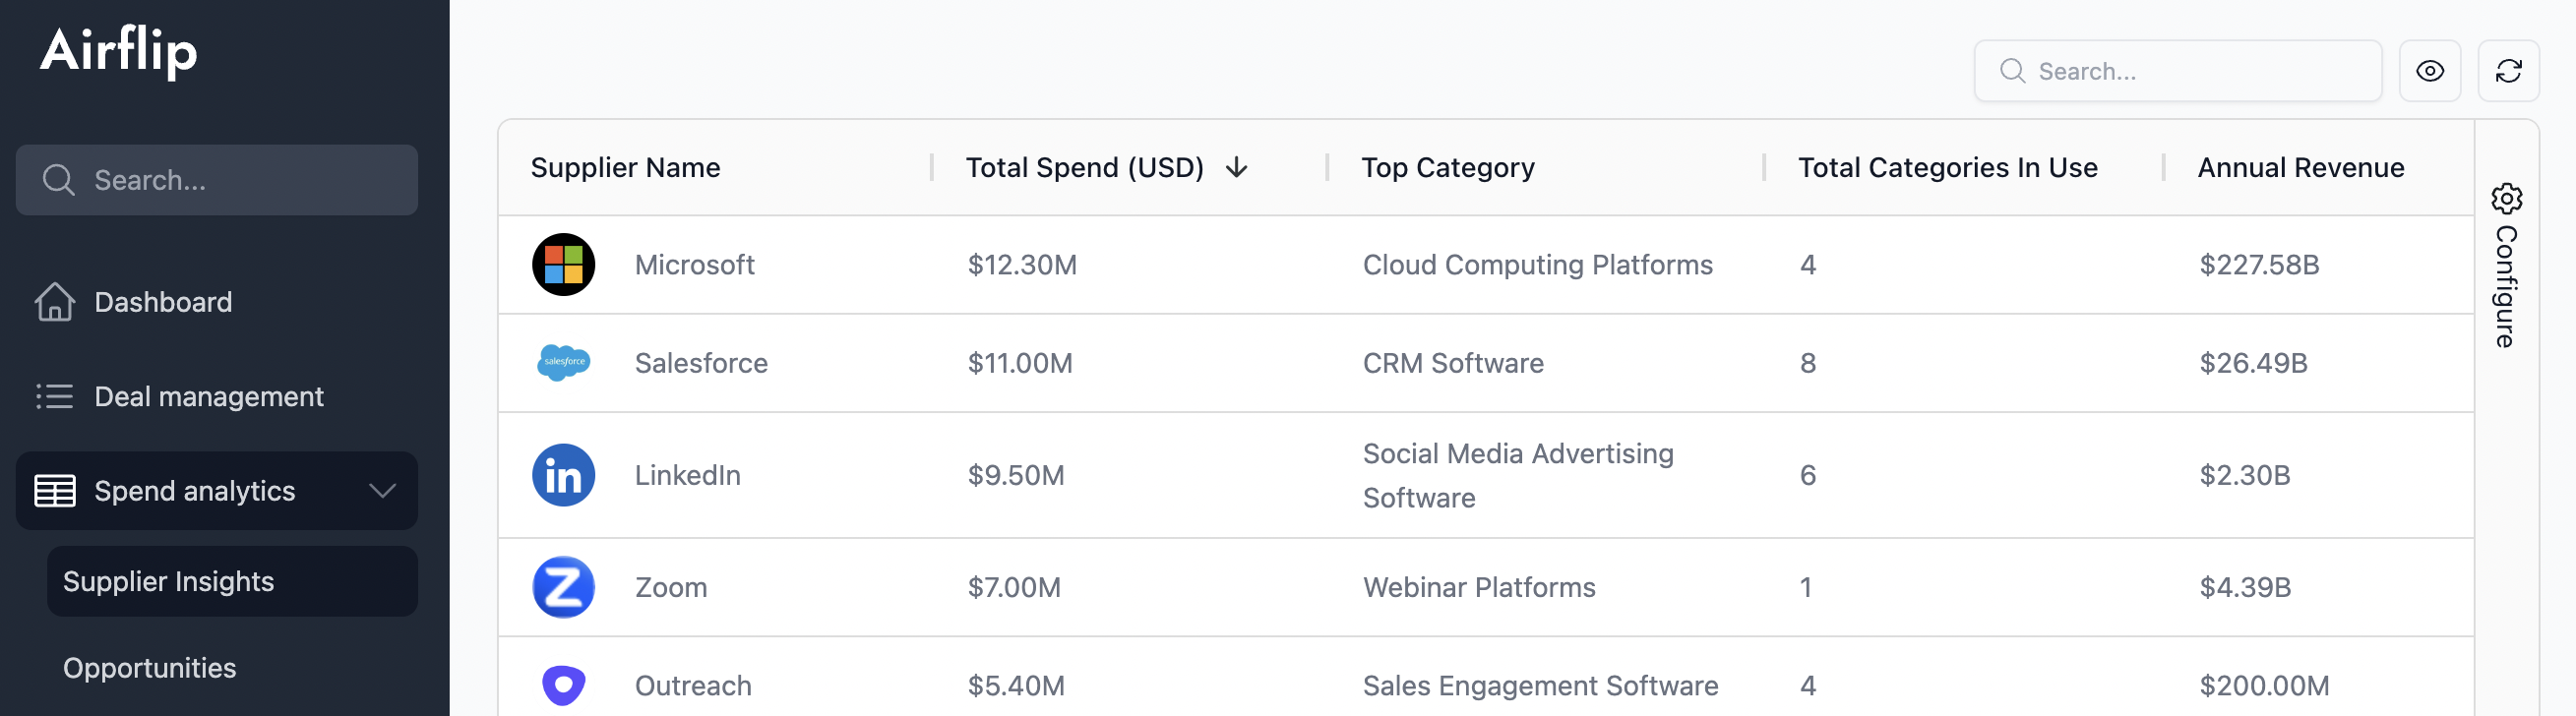 Airflip
Search...
Dashboard
Deal management
Spend analytics
Supplier Insights
Opportunities
Search...
Supplier Name Total Spend (USD) Top Category Total Categories In Use Annual Revenue
Microsoft $12.30M Cloud Computing Platforms 4 $227.58B
salesforce Salesforce $11.00M CRM Software 8 $26.49B
in LinkedIn $9.50M Social Media Advertising Software 6 $2.30B
Z Zoom $7.00M Webinar Platforms 1 $4.39B
Outreach $5.40M Sales Engagement Software 4 $200.00M
Configure